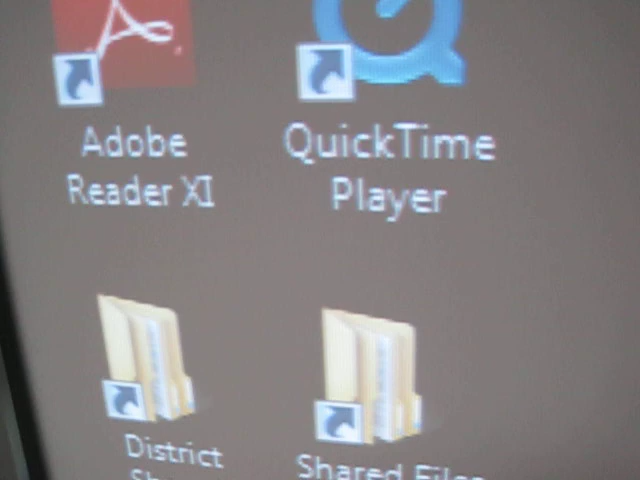 Adobe
Reader XI
QuickTime
Player
District
Shared Files